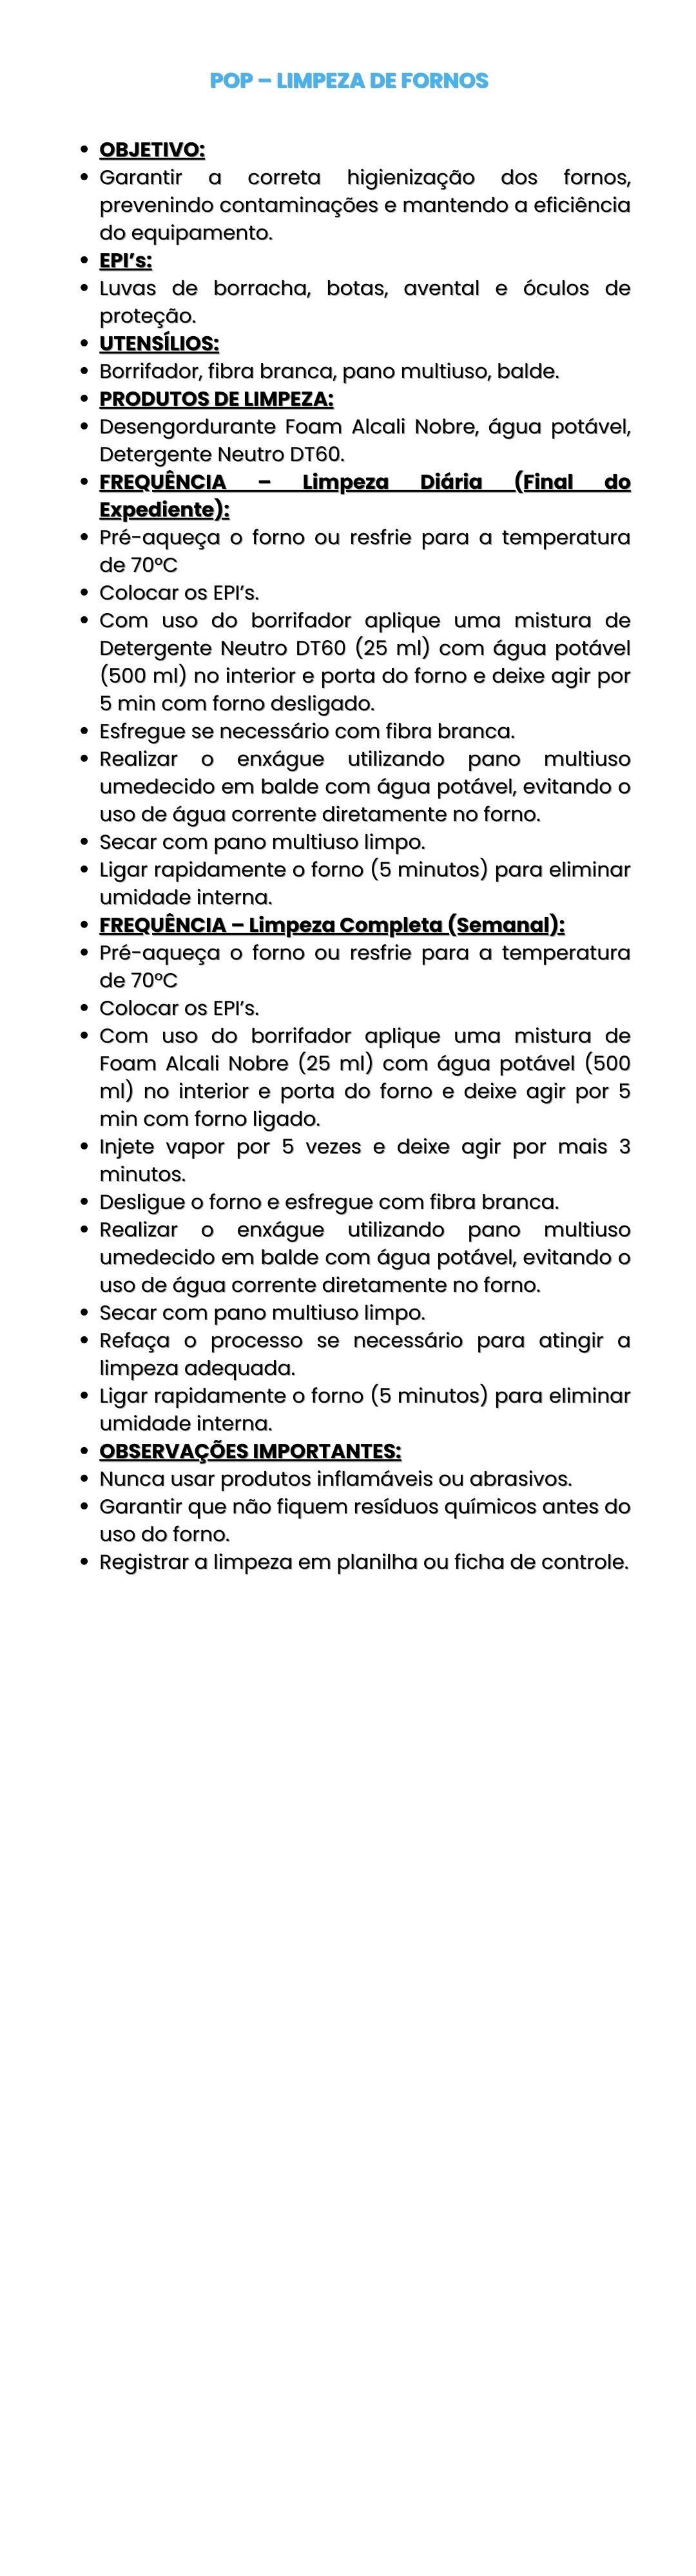 POP – LIMPEZA DE FORNOS
• OBJETIVO:
• Garantir a correta higienização dos fornos,
prevenindo contaminações e mantendo a eficiência
do equipamento.
• EPI's:
• Luvas de borracha, botas, avental e óculos de
proteção.
• UTENSÍLIOS:
• Borrifador, fibra branca, pano multiuso, balde.
• PRODUTOS DE LIMPEZA:
• Desengordurante Foam Alcali Nobre, água potável,
Detergente Neutro DT60.
• FREQUÊNCIA – Limpeza Diária (Final do
Expediente):
• Pré-aqueça o forno ou resfrie para a temperatura
de 70°C
• Colocar os EPI's.
• Com uso do borrifador aplique uma mistura de
Detergente Neutro DT60 (25 ml) com água potável
(500 ml) no interior e porta do forno e deixe agir por
5 min com forno desligado.
• Esfregue se necessário com fibra branca.
• Realizar o enxágue utilizando pano multiuso
umedecido em balde com água potável, evitando o
uso de água corrente diretamente no forno.
• Secar com pano multiuso limpo.
• Ligar rapidamente o forno (5 minutos) para eliminar
umidade interna.
• FREQUÊNCIA – Limpeza Completa (Semanal):
• Pré-aqueça o forno ou resfrie para a temperatura
de 70°C
• Colocar os EPI's.
• Com uso do borrifador aplique uma mistura de
Foam Alcali Nobre (25 ml) com água potável (500
ml) no interior e porta do forno e deixe agir por 5
min com forno ligado.
• Injete vapor por 5 vezes e deixe agir por mais 3
minutos.
• Desligue o forno e esfregue com fibra branca.
• Realizar o enxágue utilizando pano multiuso
umedecido em balde com água potável, evitando o
uso de água corrente diretamente no forno.
• Secar com pano multiuso limpo.
• Refaça o processo se necessário para atingir a
limpeza adequada.
• Ligar rapidamente o forno (5 minutos) para eliminar
umidade interna.
• OBSERVAÇÕES IMPORTANTES:
• Nunca usar produtos inflamáveis ou abrasivos.
• Garantir que não fiquem resíduos químicos antes do
uso do forno.
• Registrar a limpeza em planilha ou ficha de controle.